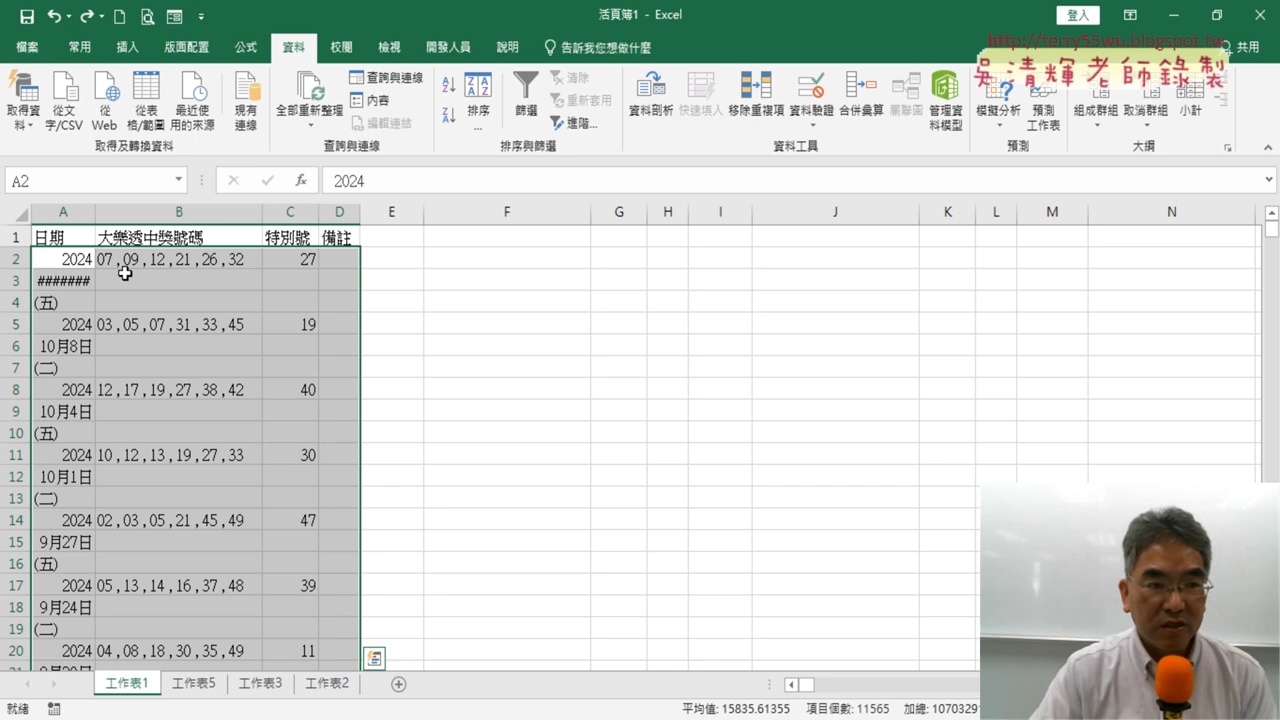 活頁簿1 - Excel
登入
檔案 常用 插入 版面配置 公式 資料 校閱 檢視 開發人員 說明 告訴我您想做什麼 共用
http://terry55wu.blogspot.tw
吳清輝老師錄製
取得資料 從文字/CSV 從 Web 從表格/範圍 最近使用的來源 現有連線
取得及轉換資料
全部重新整理 查詢與連線 內容 編輯連結
查詢與連線
排序... 篩選 清除 重新套用 進階...
排序與篩選
資料剖析 快速填入 移除重複項 資料驗證 合併彙算 關聯圖 管理資料模型
資料工具
模擬分析 預測工作表
預測
組成群組 取消群組 小計
大綱
A2 fx 2024
A B C D E F G H I J K L M N
1 日期 大樂透中獎號碼 特別號 備註
2 2024 07 ,09 ,12 ,21 ,26 ,32 27
3 #######
4 (五)
5 2024 03 ,05 ,07 ,31 ,33 ,45 19
6 10月8日
7 (二)
8 2024 12 ,17 ,19 ,27 ,38 ,42 40
9 10月4日
10 (五)
11 2024 10 ,12 ,13 ,19 ,27 ,33 30
12 10月1日
13 (二)
14 2024 02 ,03 ,05 ,21 ,45 ,49 47
15 9月27日
16 (五)
17 2024 05 ,13 ,14 ,16 ,37 ,48 39
18 9月24日
19 (二)
20 2024 04 ,08 ,18 ,30 ,35 ,49 11
工作表1 工作表5 工作表3 工作表2
就緒 平均值: 15835.61355 項目個數: 11565 加總: 1070329